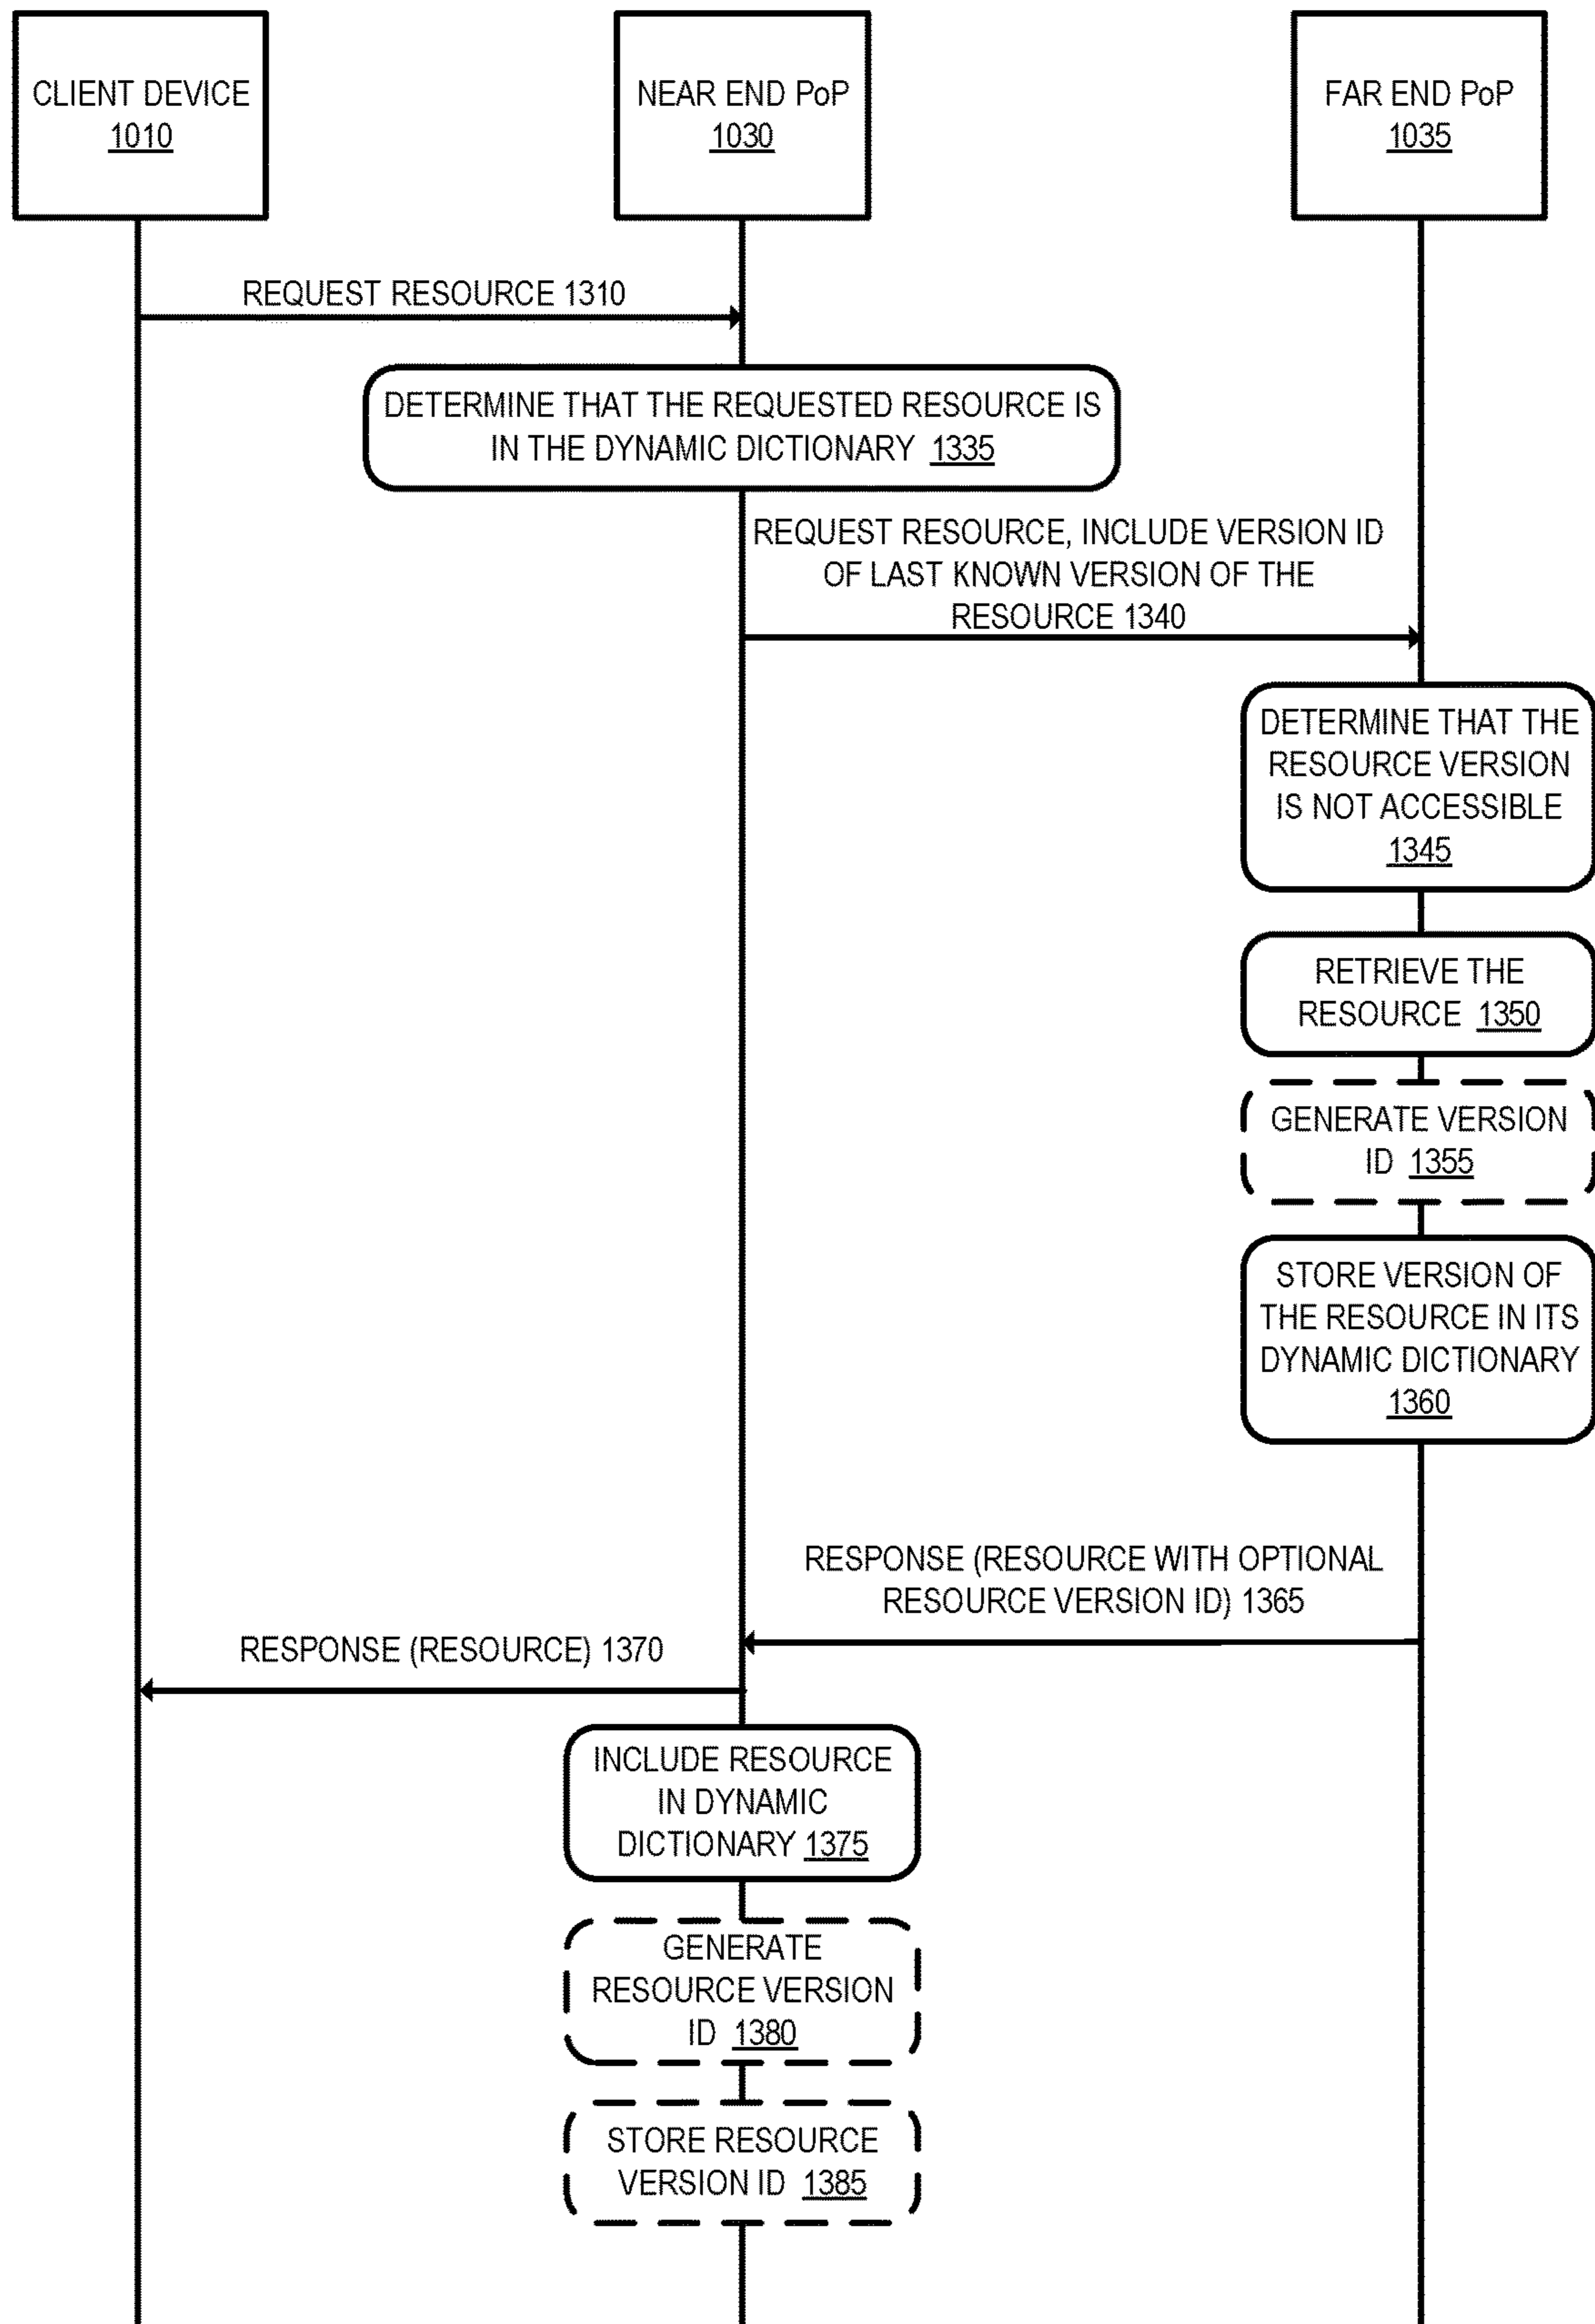 CLIENT DEVICE
1010
NEAR END PoP
1030
FAR END PoP
1035
REQUEST RESOURCE 1310
DETERMINE THAT THE REQUESTED RESOURCE IS
IN THE DYNAMIC DICTIONARY 1335
REQUEST RESOURCE, INCLUDE VERSION ID
OF LAST KNOWN VERSION OF THE
RESOURCE 1340
DETERMINE THAT THE
RESOURCE VERSION
IS NOT ACCESSIBLE
1345
RETRIEVE THE
RESOURCE 1350
GENERATE VERSION
ID 1355
STORE VERSION OF
THE RESOURCE IN ITS
DYNAMIC DICTIONARY
1360
RESPONSE (RESOURCE WITH OPTIONAL
RESOURCE VERSION ID) 1365
RESPONSE (RESOURCE) 1370
INCLUDE RESOURCE
IN DYNAMIC
DICTIONARY 1375
GENERATE
RESOURCE VERSION
ID 1380
STORE RESOURCE
VERSION ID 1385